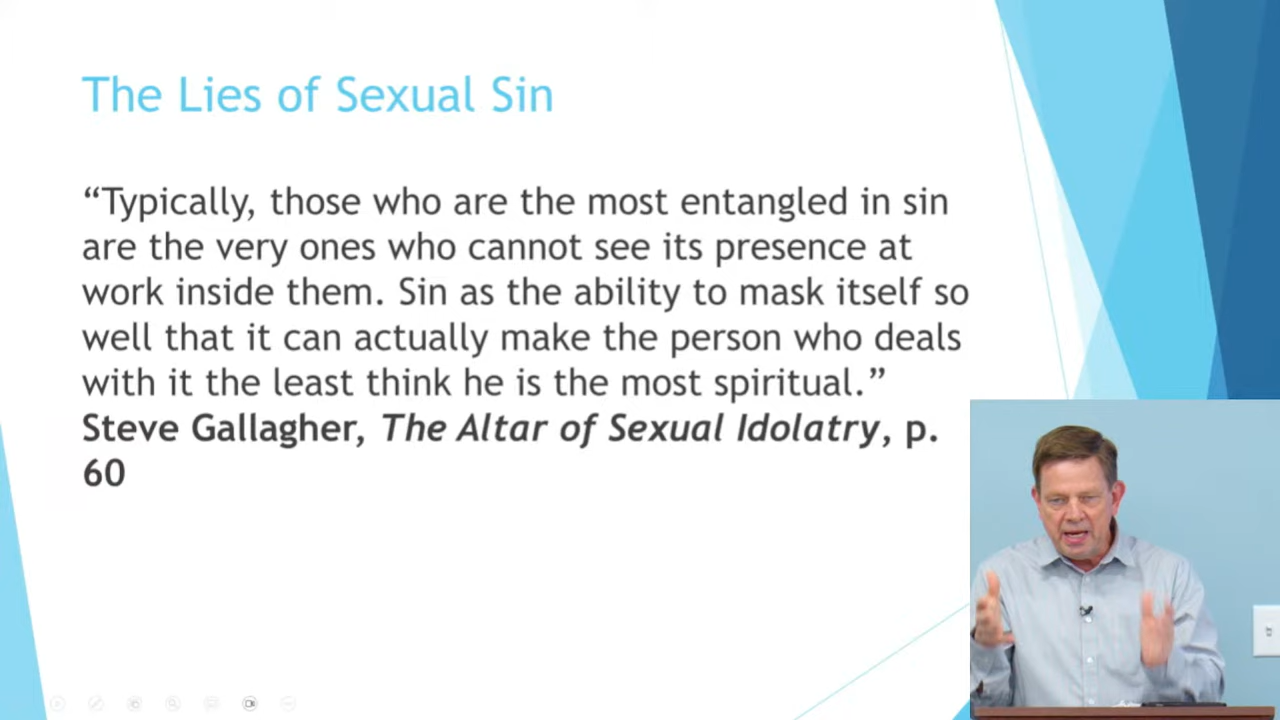 The Lies of Sexual Sin
“Typically, those who are the most entangled in sin
are the very ones who cannot see its presence at
work inside them. Sin as the ability to mask itself so
well that it can actually make the person who deals
with it the least think he is the most spiritual.”
Steve Gallagher, The Altar of Sexual Idolatry, p.
60